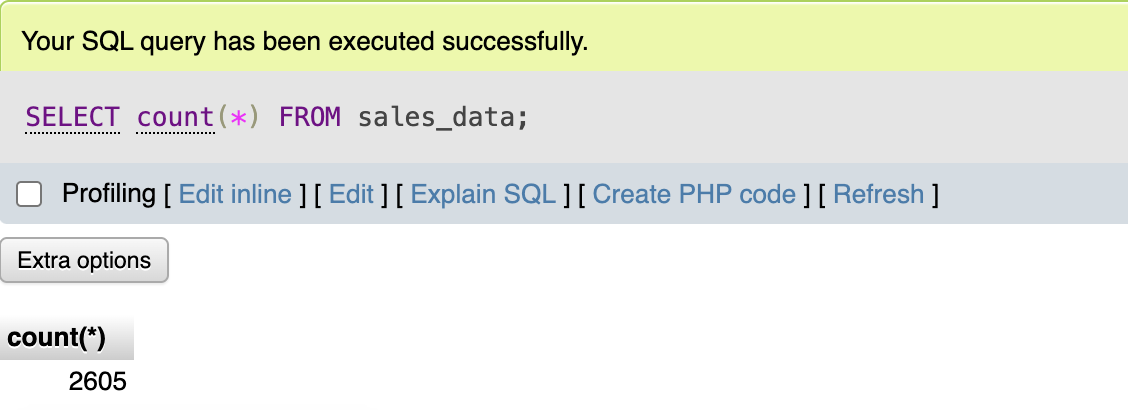 Your SQL query has been executed successfully.
SELECT count(*) FROM sales_data;
Profiling [ Edit inline ] [ Edit ] [ Explain SQL ] [ Create PHP code ] [ Refresh ]
Extra options
count(*)
2605